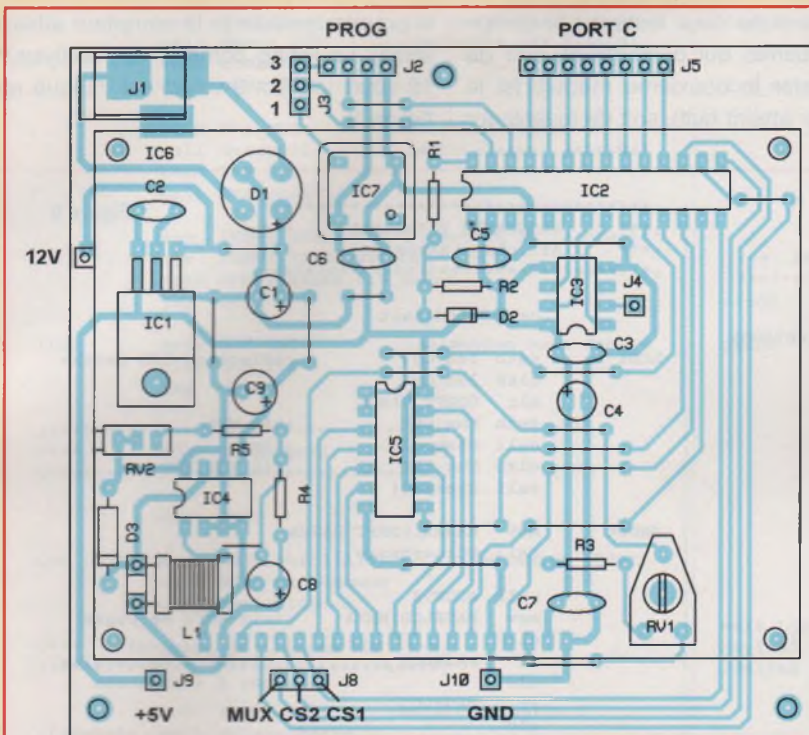 PROG
PORT C
J1
3
2
1
J2
J3
J5
IC6
D1
IC7
R1
IC2
C2
12V
C6
C5
IC3
J4
C1
R2
D2
IC1
C3
C9
C4
R5
RV2
IC5
IC4
R4
D3
R3
C8
C7
RV1
L1
J9
J8
J10
+5V
MUX CS2 CS1
GND